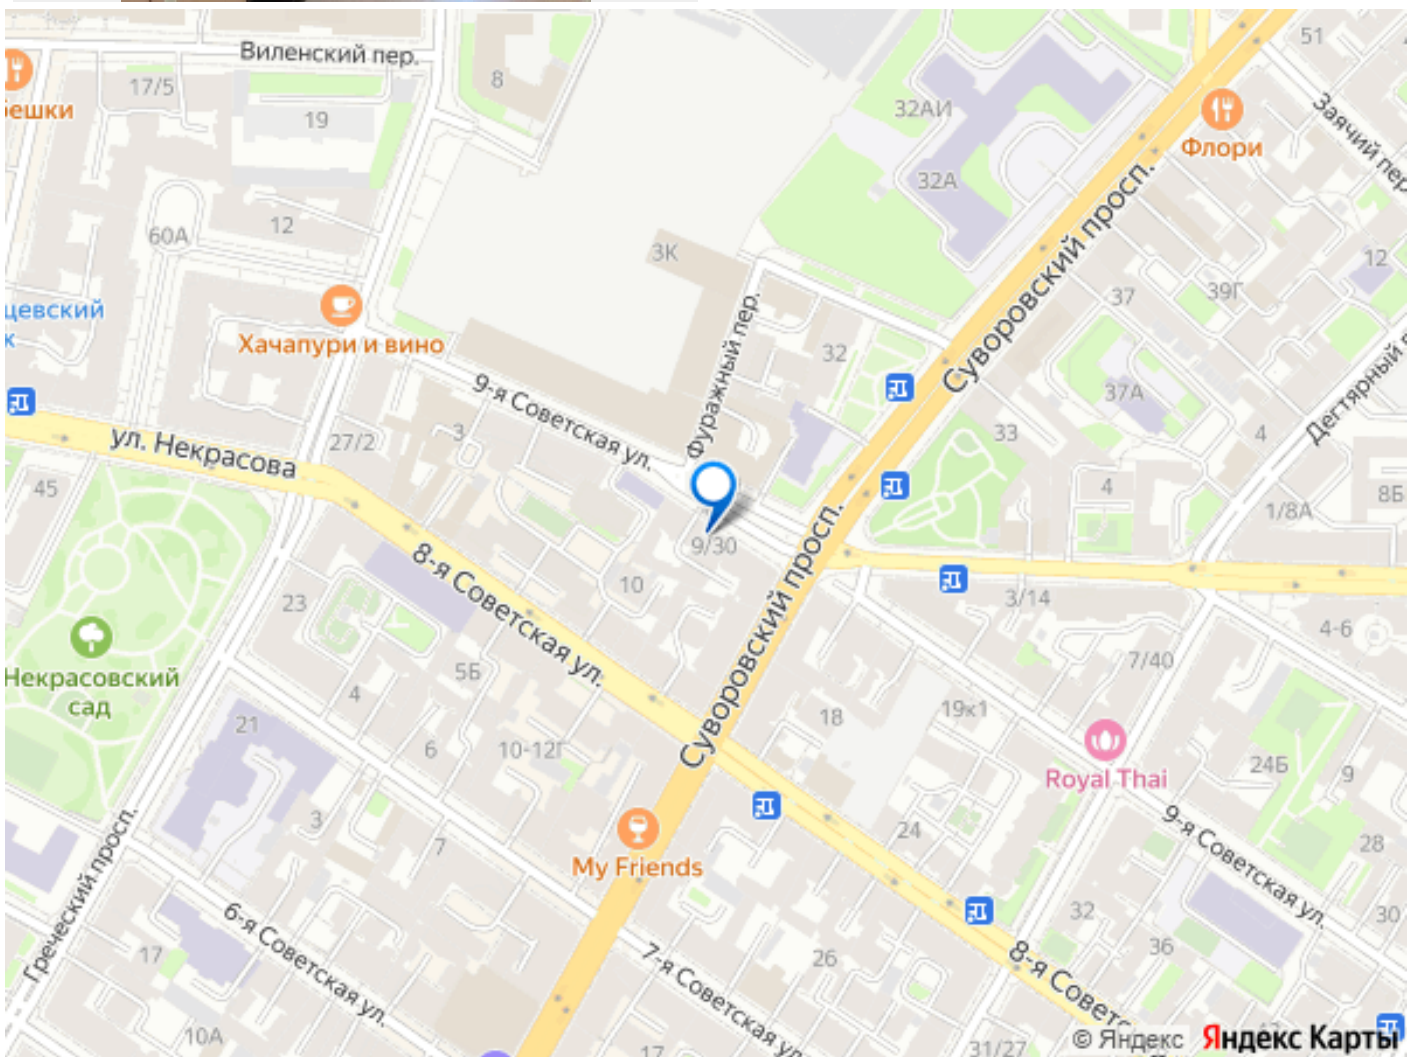 Виленский пер.
51
17/5
8
ешки
19
32АИ
Заячий пер.
Флори
32А
12
60А
3К
12
37
39Г
цевский
к
Хачапури и вино
Фуражный пер.
32
Суворовский просп.
37А
Дегтярный п
9-я Советская ул.
3
27/2
ул. Некрасова
33
4
45
4
8Б
1/8А
9/30
8-я Советская ул.
10
Суворовский просп.
23
3/14
4-6
Некрасовский
сад
5Б
7/40
4
21
18
19к1
6
10-12Г
Royal Thai
24Б
9
3
7
24
9-я Советская ул.
28
My Friends
Греческий просп.
6-я Советская ул.
32
30
17
26
36
7-я Советская ул.
8-я Советс
10А
17
31/27
© Яндекс Яндекс Карты